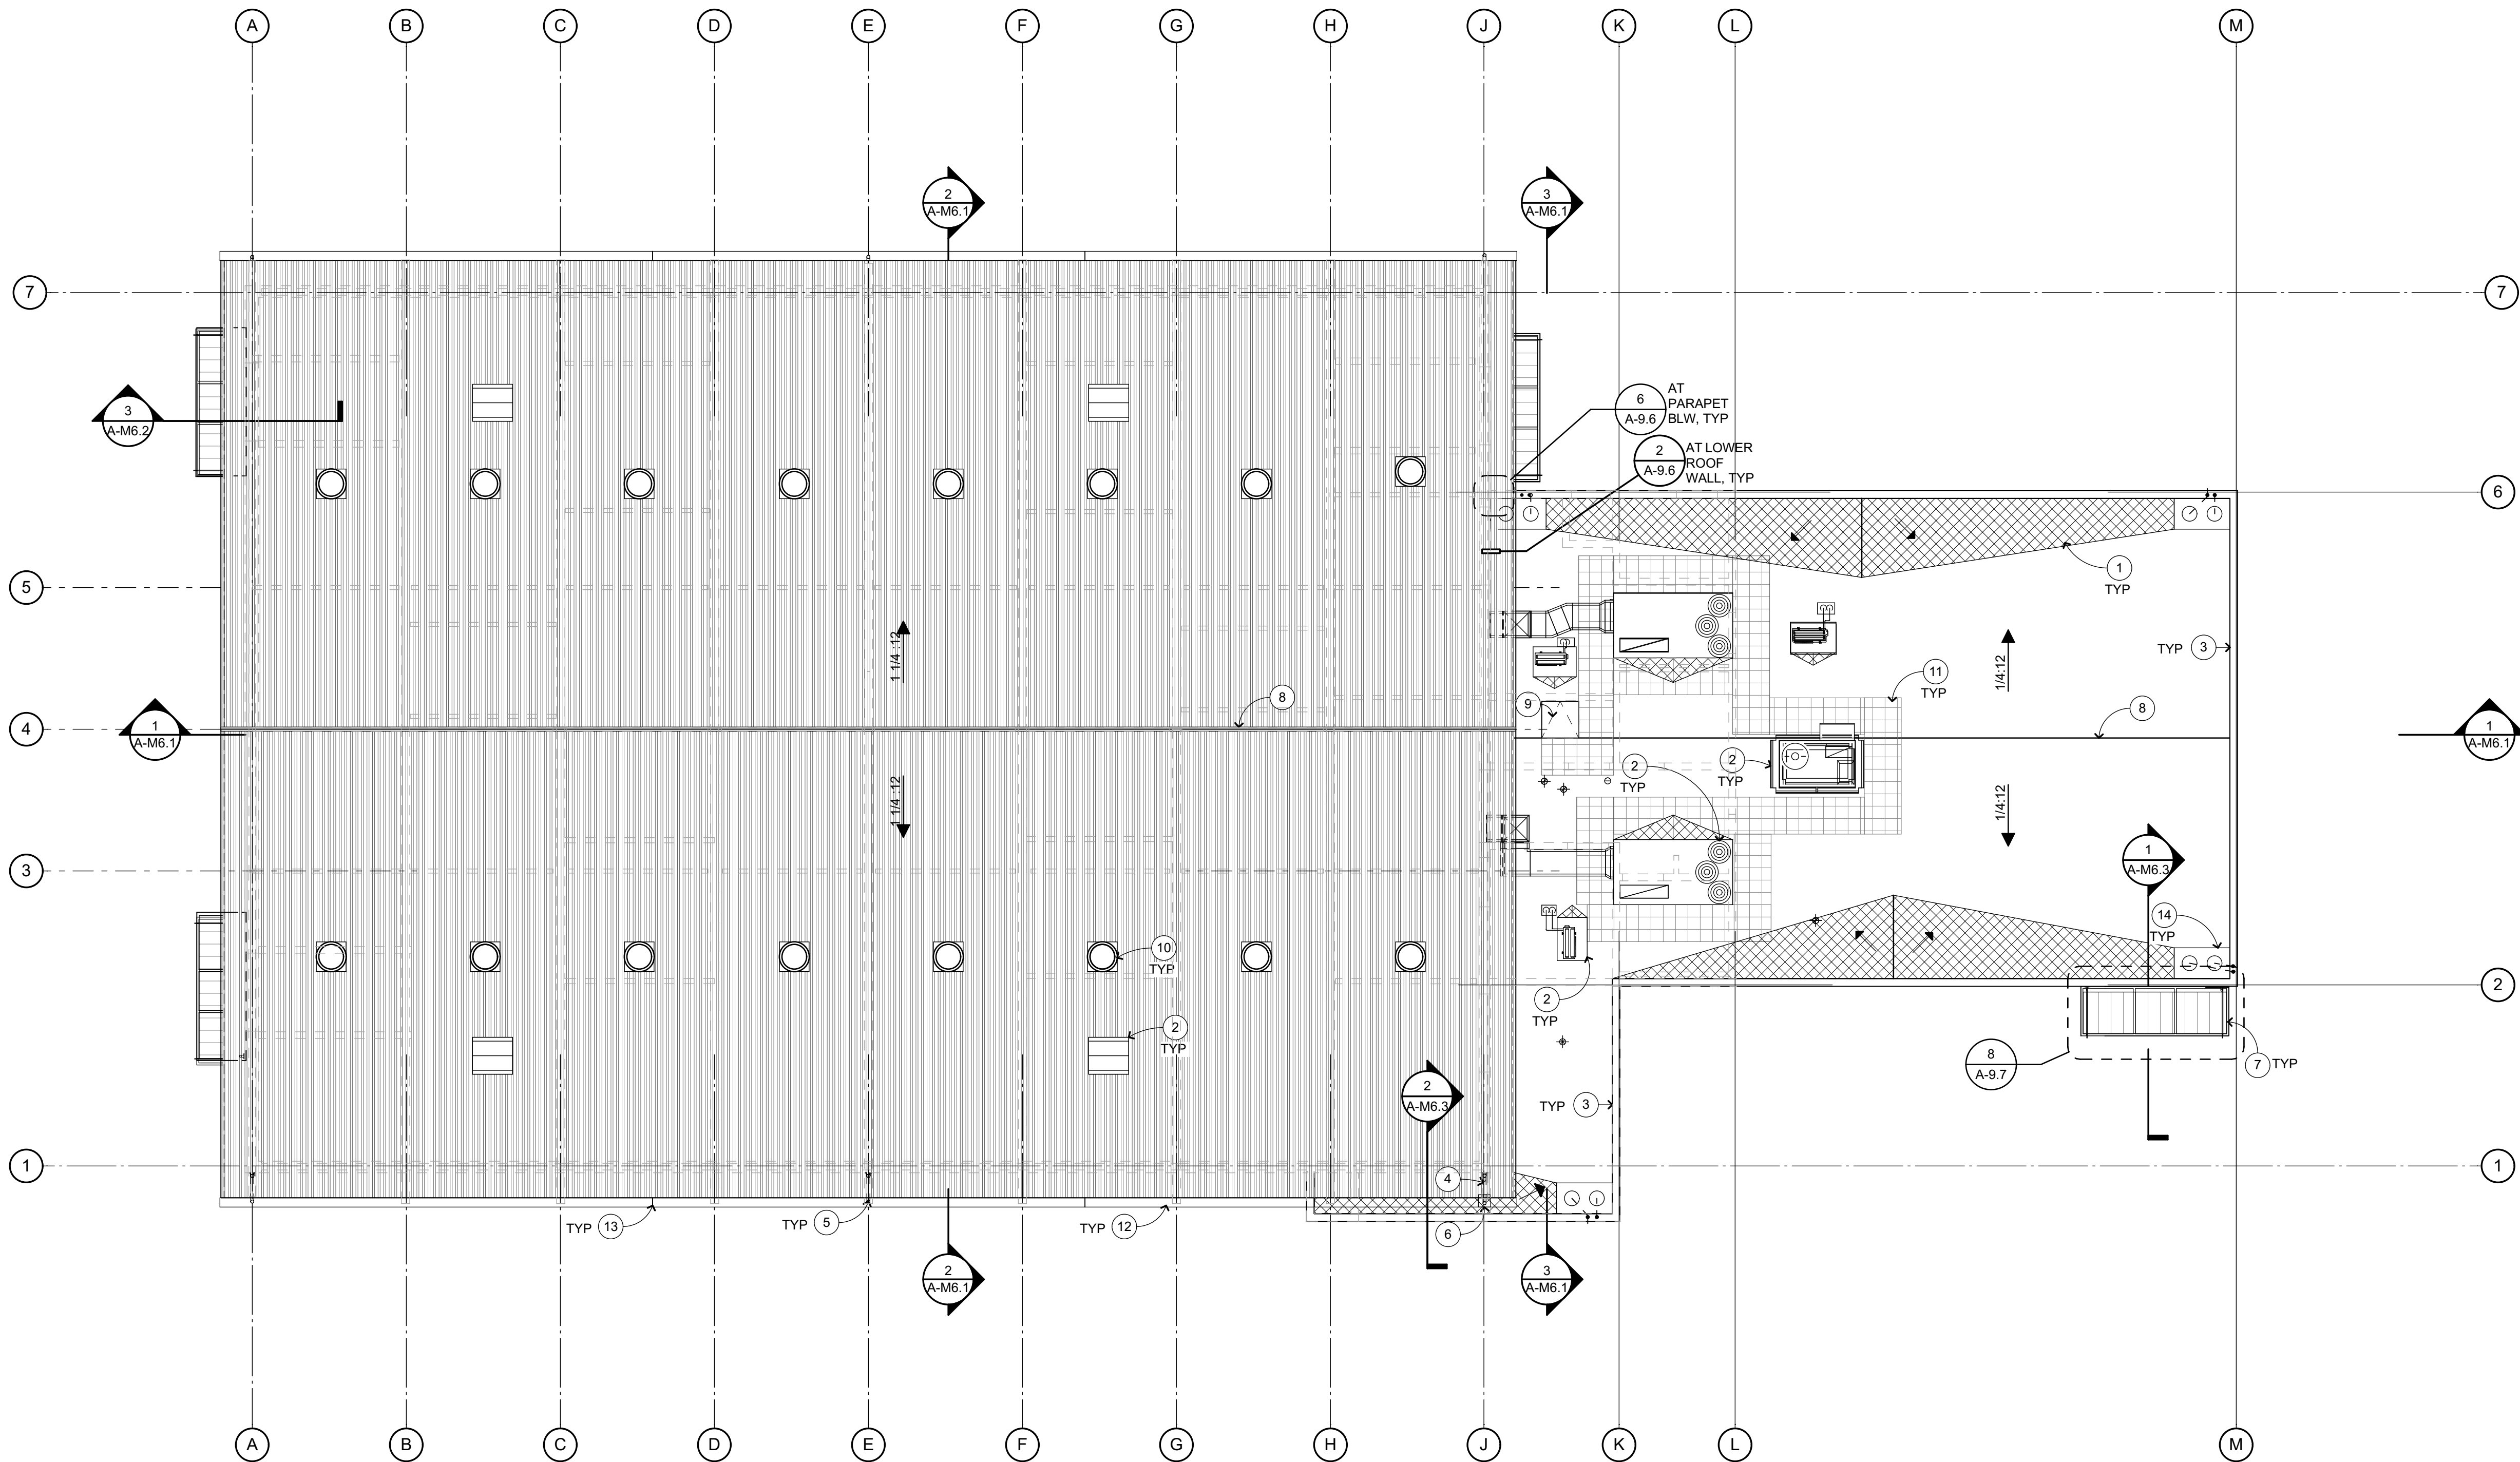 A B C D E F G H J K L M
2
A-M6.1
3
A-M6.1
7
7
3
A-M6.2
6
A-9.6
AT
PARAPET
BLW, TYP
2
A-9.6
AT LOWER
ROOF
WALL, TYP
6
5
1
TYP
1 1/4 :12
TYP 3
1/4:12
11
TYP
8
9
8
4
1
A-M6.1
1
A-M6.1
2
TYP
2
TYP
1 1/4 :12
1/4:12
3
1
A-M6.3
14
TYP
10
TYP
2
TYP
2
2
TYP
8
A-9.7
7 TYP
2
A-M6.3
TYP 3
1
1
4
TYP 13
TYP 5
TYP 12
6
2
A-M6.1
3
A-M6.1
A B C D E F G H J K L M